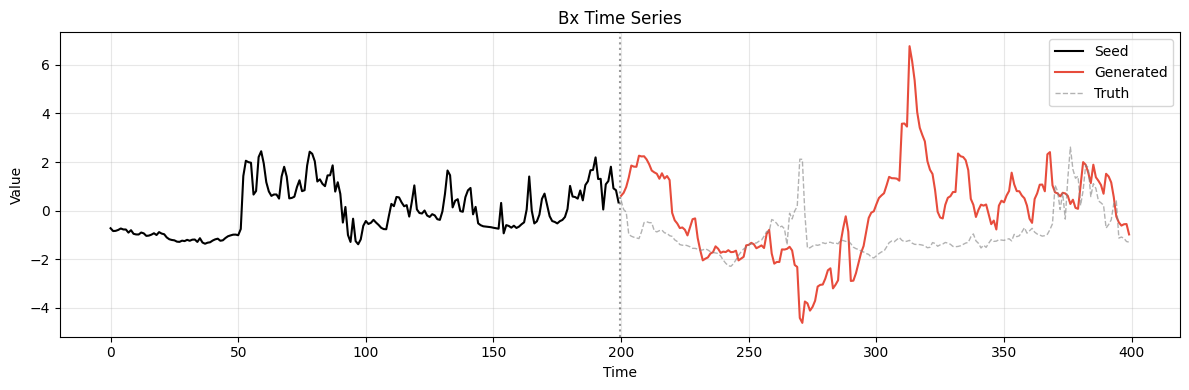 Bx Time Series
Value
6
4
2
0
−2
−4
Seed
Generated
Truth
0 50 100 150 200 250 300 350 400
Time